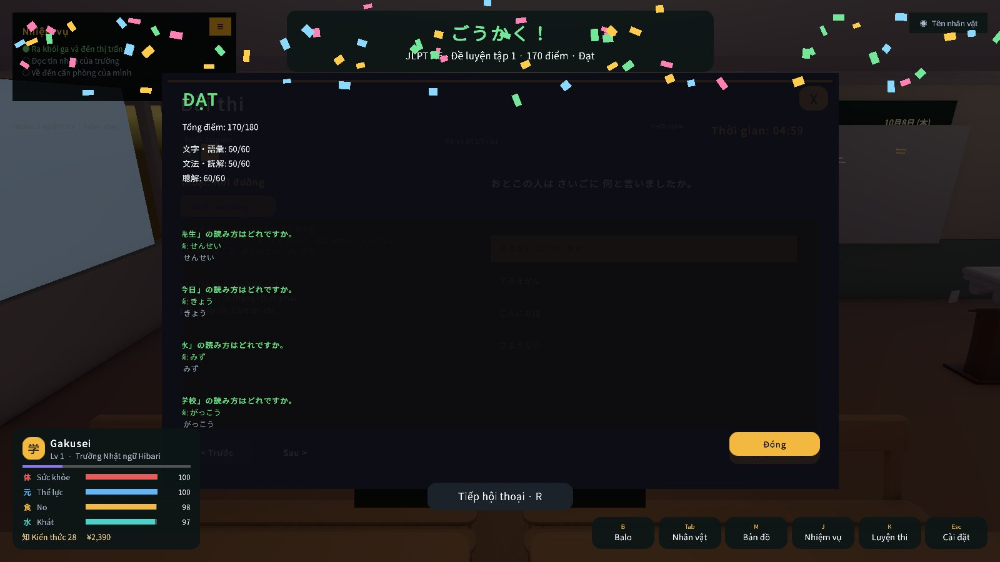 Nhiệm vụ
Ra khỏi ga và đến thị trấn
Đọc tin nhắn của trường
Về đến căn phòng của mình
Online: 1 người chơi | Enter: chat
ごうかく！
Đề luyện tập 1 · 170 điểm · Đạt
Tên nhân vật
10月8日 (木)
ĐẠT
thi
X
Tổng điểm: 170/180
THỜI GIAN
Thời gian: 04:59
Đã trả lời 2/2 câu
文字・語彙: 60/60
文法・読解: 50/60
聴解: 60/60
hỏi đường
おとこの人は さいごに 何と言いましたか。
Audio missing
ありがとうございます
すみません
こんにちは
さようなら
先生」の読み方はどれですか。
せんせい
せんせい
今日」の読み方はどれですか。
きょう
きょう
水」の読み方はどれですか。
みず
みず
学校」の読み方はどれですか。
がっこう
がっこう
< Trước
Sau >
Đóng
Tiếp hội thoại · R
学
Gakusei
Lv 1 · Trường Nhật ngữ Hibari
体 Sức khỏe 100
元 Thể lực 100
食 No 98
水 Khát 97
知 Kiến thức 28 ¥2,390
B
Balo
Tab
Nhân vật
M
Bản đồ
J
Nhiệm vụ
K
Luyện thi
Esc
Cài đặt